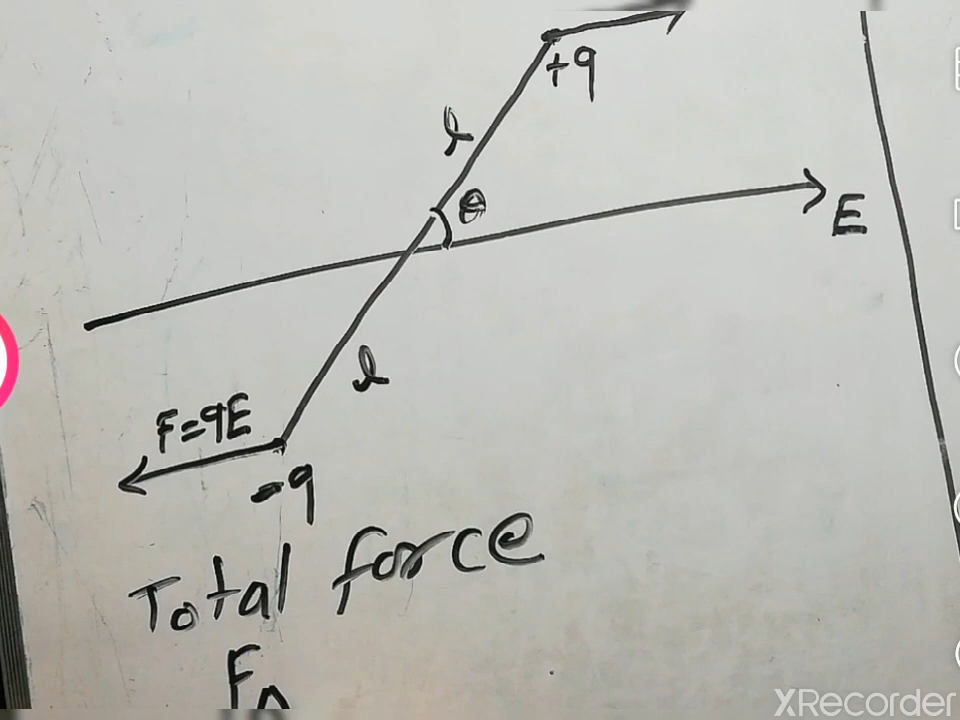 +q
l
θ
E
l
F=qE
-q
Total force
F
XRecorder